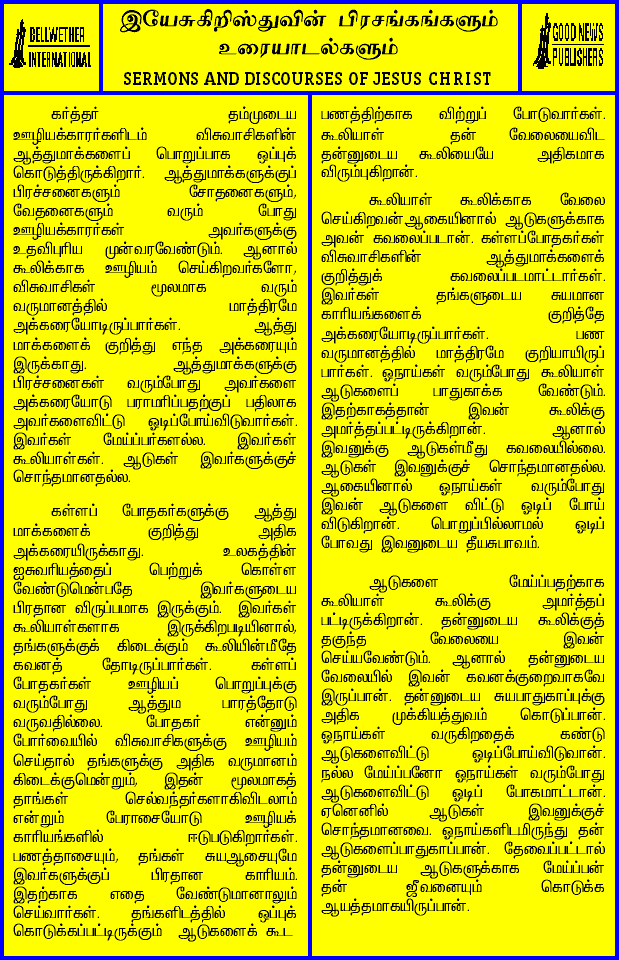 BELLWETHER
INTERNATIONAL
இயேசுகிறிஸ்துவின் பிரசங்கங்களும்
உரையாடல்களும்
SERMONS AND DISCOURSES OF JESUS CHRIST
GOOD NEWS
PUBLISHERS
கர்த்தர் தம்முடைய
ஊழியக்காரர்களிடம் விசுவாசிகளின்
ஆத்துமாக்களைப் பொறுப்பாக ஒப்புக்
கொடுத்திருக்கிறார். ஆத்துமாக்களுக்குப்
பிரச்சனைகளும் சோதனைகளும்,
வேதனைகளும் வரும் போது
ஊழியக்காரர்கள் அவர்களுக்கு
உதவிபுரிய முன்வரவேண்டும். ஆனால்
கூலிக்காக ஊழியம் செய்கிறவர்களோ,
விசுவாசிகள் மூலமாக வரும்
வருமானத்தில் மாத்திரமே
அக்கரையோடிருப்பார்கள். ஆத்து
மாக்களைக் குறித்து எந்த அக்கரையும்
இருக்காது. ஆத்துமாக்களுக்கு
பிரச்சனைகள் வரும்போது அவர்களை
அக்கரையோடு பராமரிப்பதற்குப் பதிலாக
அவர்களைவிட்டு ஓடிப்போய்விடுவார்கள்.
இவர்கள் மேய்ப்பர்களல்ல. இவர்கள்
கூலியாள்கள். ஆடுகள் இவர்களுக்குச்
சொந்தமானதல்ல.
கள்ளப் போதகர்களுக்கு ஆத்து
மாக்களைக் குறித்து அதிக
அக்கரையிருக்காது. உலகத்தின்
ஐசுவரியத்தைப் பெற்றுக் கொள்ள
வேண்டுமென்பதே இவர்களுடைய
பிரதான விருப்பமாக இருக்கும். இவர்கள்
கூலியாள்களாக இருக்கிறபடியினால்,
தங்களுக்குக் கிடைக்கும் கூலியின்மீதே
கவனத் தோடிருப்பார்கள். கள்ளப்
போதகர்கள் ஊழியப் பொறுப்புக்கு
வரும்போது ஆத்தும பாரத்தோடு
வருவதில்லை. போதகர் என்னும்
போர்வையில் விசுவாசிகளுக்கு ஊழியம்
செய்தால் தங்களுக்கு அதிக வருமானம்
கிடைக்குமென்றும், இதன் மூலமாகத்
தாங்கள் செல்வந்தர்களாகிவிடலாம்
என்றும் பேராசையோடு ஊழியக்
காரியங்களில் ஈடுபடுகிறார்கள்.
பணத்தாசையும், தங்கள் சுயஆசையுமே
இவர்களுக்குப் பிரதான காரியம்.
இதற்காக எதை வேண்டுமானாலும்
செய்வார்கள். தங்களிடத்தில் ஒப்புக்
கொடுக்கப்பட்டிருக்கும் ஆடுகளைக் கூட
பணத்திற்காக விற்றுப் போடுவார்கள்.
கூலியாள் தன் வேலையைவிட
தன்னுடைய கூலியையே அதிகமாக
விரும்புகிறான்.
கூலியாள் கூலிக்காக வேலை
செய்கிறவன்.ஆகையினால் ஆடுகளுக்காக
அவன் கவலைப்படான். கள்ளப்போதகர்கள்
விசுவாசிகளின் ஆத்துமாக்களைக்
குறித்துக் கவலைப்படமாட்டார்கள்.
இவர்கள் தங்களுடைய சுயமான
காரியங்களைக் குறித்தே
அக்கரையோடிருப்பார்கள். பண
வருமானத்தில் மாத்திரமே குறியாயிருப்
பார்கள். ஓநாய்கள் வரும்போது கூலியாள்
ஆடுகளைப் பாதுகாக்க வேண்டும்.
இதற்காகத்தான் இவன் கூலிக்கு
அமர்த்தப்பட்டிருக்கிறான். ஆனால்
இவனுக்கு ஆடுகள்மீது கவலையில்லை.
ஆடுகள் இவனுக்குச் சொந்தமானதல்ல.
ஆகையினால் ஓநாய்கள் வரும்போது
இவன் ஆடுகளை விட்டு ஓடிப் போய்
விடுகிறான். பொறுப்பில்லாமல் ஓடிப்
போவது இவனுடைய தீயசுபாவம்.
ஆடுகளை மேய்ப்பதற்காக
கூலியாள் கூலிக்கு அமர்த்தப்
பட்டிருக்கிறான். தன்னுடைய கூலிக்குத்
தகுந்த வேலையை இவன்
செய்யவேண்டும். ஆனால் தன்னுடைய
வேலையில் இவன் கவனக்குறைவாகவே
இருப்பான். தன்னுடைய சுயபாதுகாப்புக்கு
அதிக முக்கியத்துவம் கொடுப்பான்.
ஓநாய்கள் வருகிறதைக் கண்டு
ஆடுகளைவிட்டு ஓடிப்போய்விடுவான்.
நல்ல மேய்ப்பனோ ஓநாய்கள் வரும்போது
ஆடுகளைவிட்டு ஓடிப் போகமாட்டான்.
ஏனெனில் ஆடுகள் இவனுக்குச்
சொந்தமானவை. ஓநாய்களிடமிருந்து தன்
ஆடுகளைப்பாதுகாப்பான். தேவைப்பட்டால்
தன்னுடைய ஆடுகளுக்காக மேய்ப்பன்
தன் ஜீவனையும் கொடுக்க
ஆயத்தமாகயிருப்பான்.